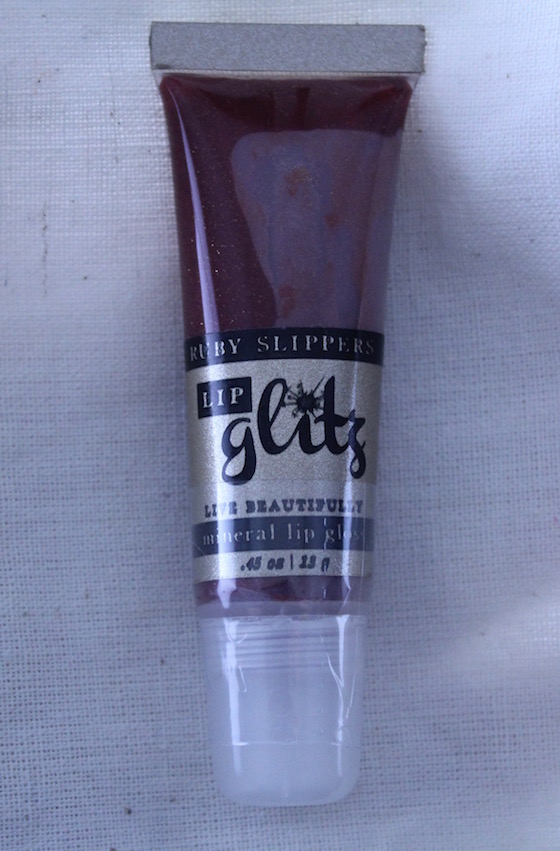 RUBY SLIPPERS
LIP
glitz
LIVE BEAUTIFULLY
mineral lip gloss
.45 oz | 13 g